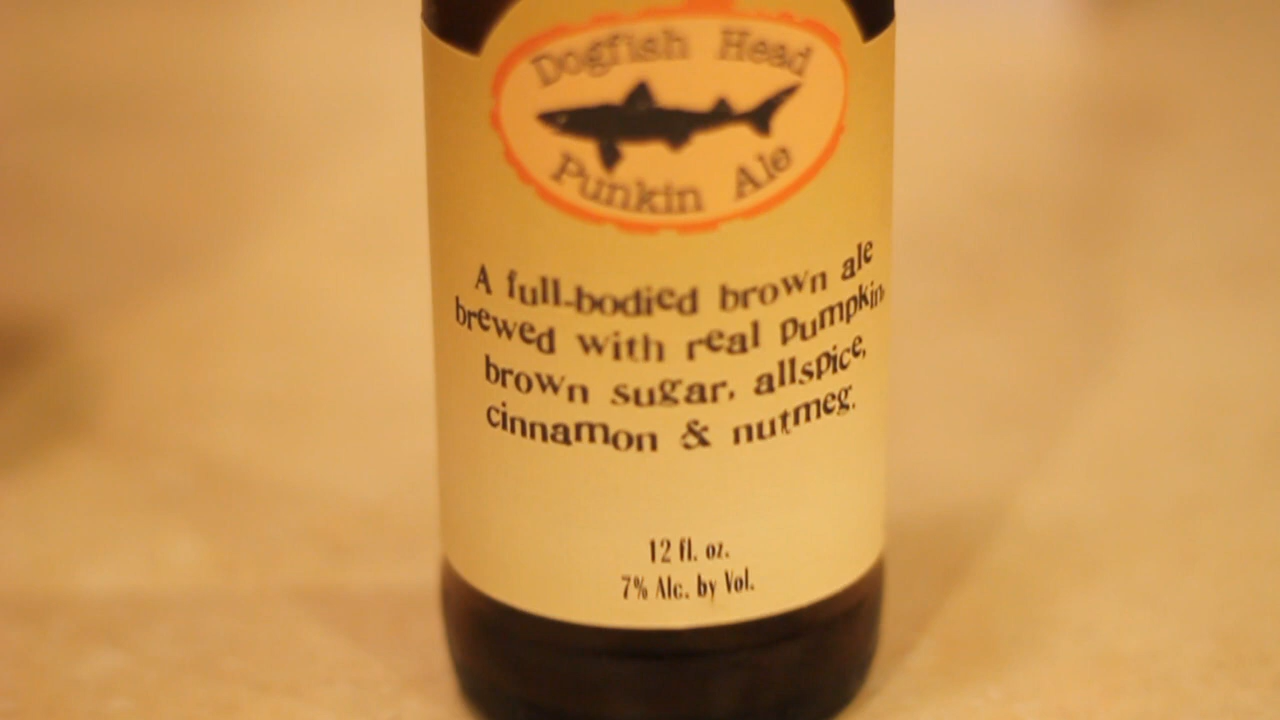 Dogfish Head
Punkin Ale
A full-bodied brown ale
brewed with real pumpkin,
brown sugar, allspice,
cinnamon & nutmeg.
12 fl. oz.
7% Alc. by Vol.